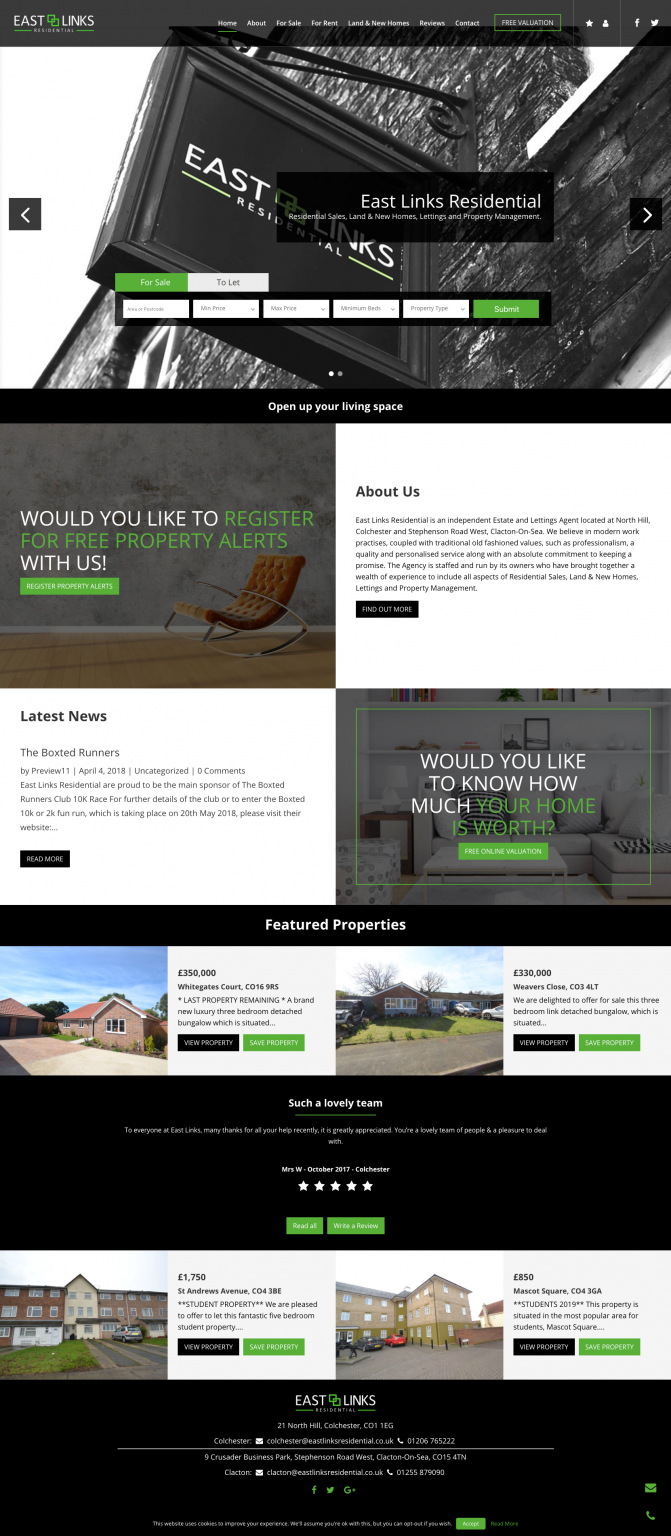 EAST LINKS
RESIDENTIAL
Home About For Sale For Rent Land & New Homes Reviews Contact FREE VALUATION
EAST LINKS
RESIDENTIAL
East Links Residential
Residential Sales, Land & New Homes, Lettings and Property Management.
For Sale To Let
Area or Postcode Min Price Max Price Minimum Beds Property Type Submit
Open up your living space
WOULD YOU LIKE TO REGISTER
FOR FREE PROPERTY ALERTS
WITH US!
REGISTER PROPERTY ALERTS
About Us
East Links Residential is an independent Estate and Lettings Agent located at North Hill,
Colchester and Stephenson Road West, Clacton-On-Sea. We believe in modern work
practises, coupled with traditional old fashioned values, such as professionalism, a
quality and personalised service along with an absolute commitment to keeping a
promise. The Agency is staffed and run by its owners who have brought together a
wealth of experience to include all aspects of Residential Sales, Land & New Homes,
Lettings and Property Management.
FIND OUT MORE
Latest News
The Boxted Runners
by Preview11 | April 4, 2018 | Uncategorized | 0 Comments
East Links Residential are proud to be the main sponsor of The Boxted
Runners Club 10K Race For further details of the club or to enter the Boxted
10k or 2k fun run, which is taking place on 20th May 2018, please visit their
website:...
READ MORE
WOULD YOU LIKE
TO KNOW HOW
MUCH YOUR HOME
IS WORTH?
FREE ONLINE VALUATION
Featured Properties
£350,000
Whitegates Court, CO16 9RS
* LAST PROPERTY REMAINING * A brand
new luxury three bedroom detached
bungalow which is situated...
VIEW PROPERTY SAVE PROPERTY
£330,000
Weavers Close, CO3 4LT
We are delighted to offer for sale this three
bedroom link detached bungalow, which is
situated...
VIEW PROPERTY SAVE PROPERTY
Such a lovely team
To everyone at East Links, many thanks for all your help recently, it is greatly appreciated. You're a lovely team of people & a pleasure to deal
with.
Mrs W - October 2017 - Colchester
Read all Write a Review
£1,750
St Andrews Avenue, CO4 3BE
**STUDENT PROPERTY** We are pleased
to offer to let this fantastic five bedroom
student property....
VIEW PROPERTY SAVE PROPERTY
£850
Mascot Square, CO4 3GA
**STUDENTS 2019** This property is
situated in the most popular area for
students, Mascot Square....
VIEW PROPERTY SAVE PROPERTY
EAST LINKS
RESIDENTIAL
21 North Hill, Colchester, CO1 1EG
Colchester: colchester@eastlinksresidential.co.uk 01206 765222
9 Crusader Business Park, Stephenson Road West, Clacton-On-Sea, CO15 4TN
Clacton: clacton@eastlinksresidential.co.uk 01255 879090
This website uses cookies to improve your experience. We'll assume you're ok with this, but you can opt-out if you wish. Accept Read More